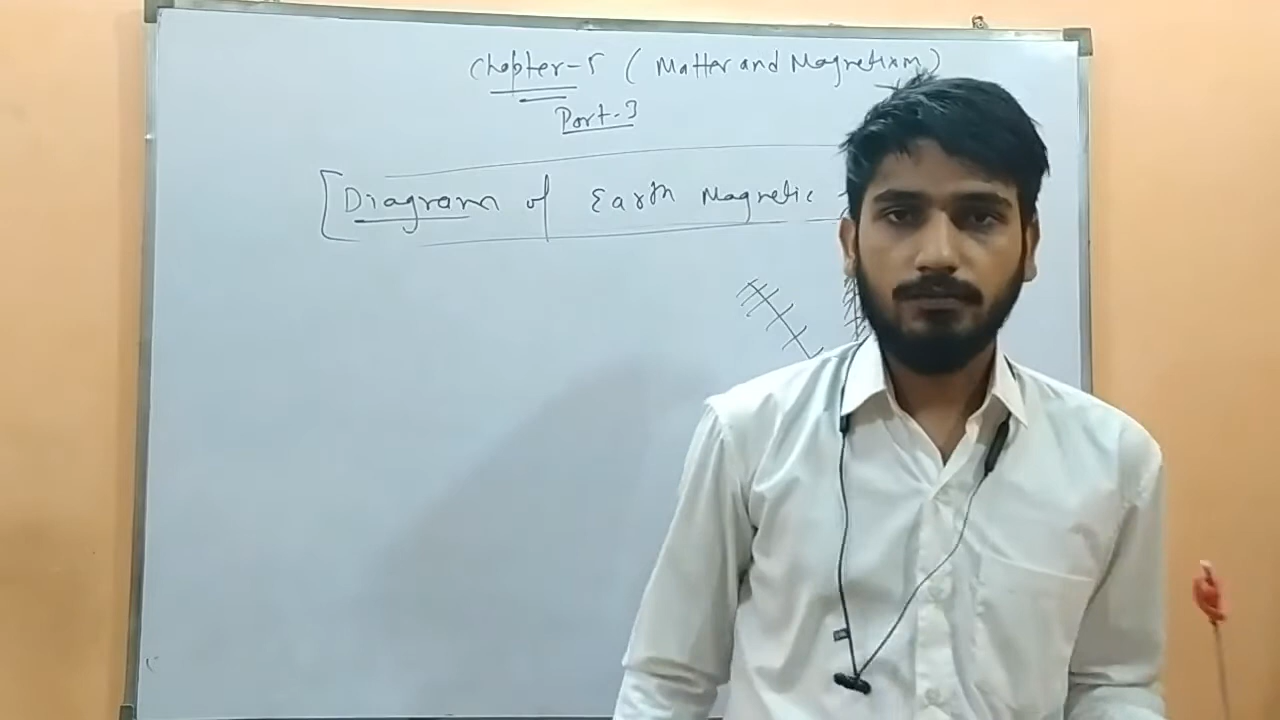 Chapter-5 ( Matter and Magnetism )
Part-3
Diagram of Earth Magnetic